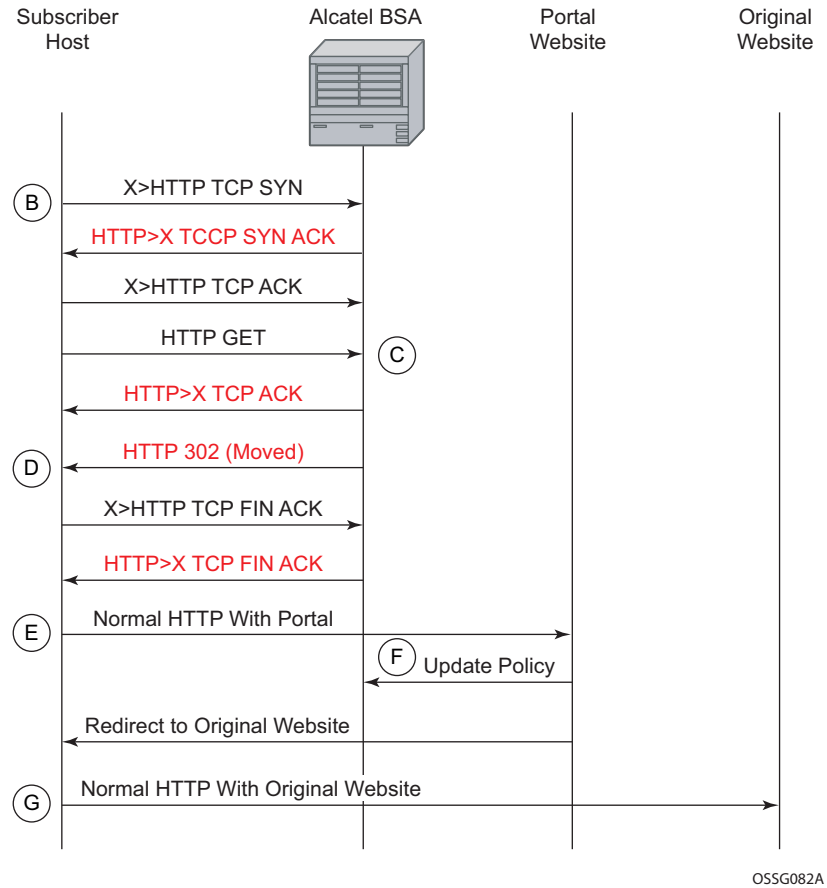 Subscriber
Host
Alcatel BSA
Portal
Website
Original
Website
B
X>HTTP TCP SYN
HTTP>X TCCP SYN ACK
X>HTTP TCP ACK
HTTP GET
C
HTTP>X TCP ACK
HTTP 302 (Moved)
D
X>HTTP TCP FIN ACK
HTTP>X TCP FIN ACK
E
Normal HTTP With Portal
F
Update Policy
Redirect to Original Website
G
Normal HTTP With Original Website
OSSG082A